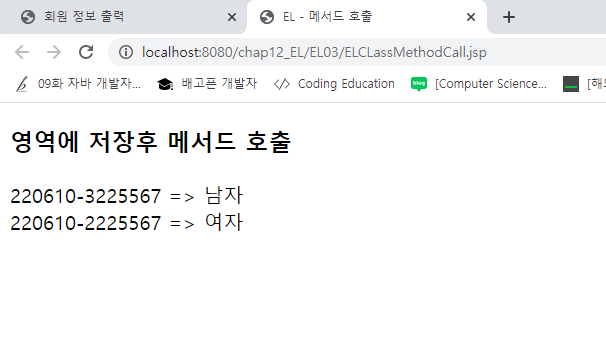 회원 정보 출력
EL - 메서드 호출
localhost:8080/chap12_EL/EL03/ELCLassMethodCall.jsp
09화 자바 개발자...
배고픈 개발자
Coding Education
blog
[Computer Science...
[해외
영역에 저장후 메서드 호출
220610-3225567 => 남자
220610-2225567 => 여자